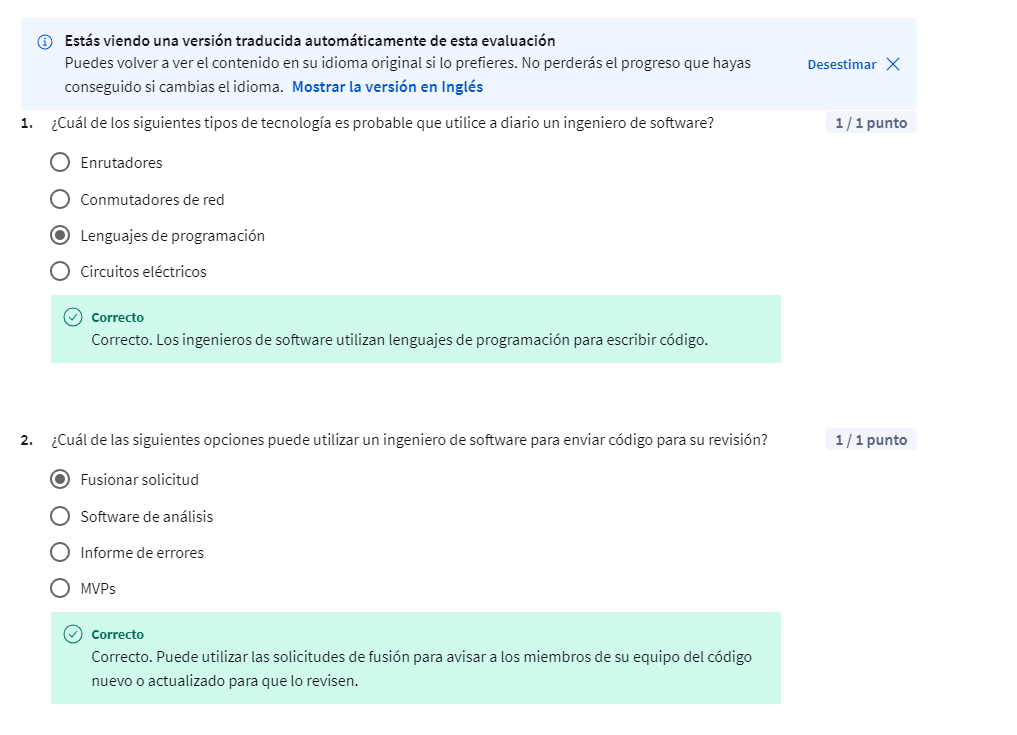 Estás viendo una versión traducida automáticamente de esta evaluación
Puedes volver a ver el contenido en su idioma original si lo prefieres. No perderás el progreso que hayas
conseguido si cambias el idioma. Mostrar la versión en Inglés
Desestimar
1. ¿Cuál de los siguientes tipos de tecnología es probable que utilice a diario un ingeniero de software? 1 / 1 punto
Enrutadores
Conmutadores de red
Lenguajes de programación
Circuitos eléctricos
Correcto
Correcto. Los ingenieros de software utilizan lenguajes de programación para escribir código.
2. ¿Cuál de las siguientes opciones puede utilizar un ingeniero de software para enviar código para su revisión? 1 / 1 punto
Fusionar solicitud
Software de análisis
Informe de errores
MVPs
Correcto
Correcto. Puede utilizar las solicitudes de fusión para avisar a los miembros de su equipo del código
nuevo o actualizado para que lo revisen.